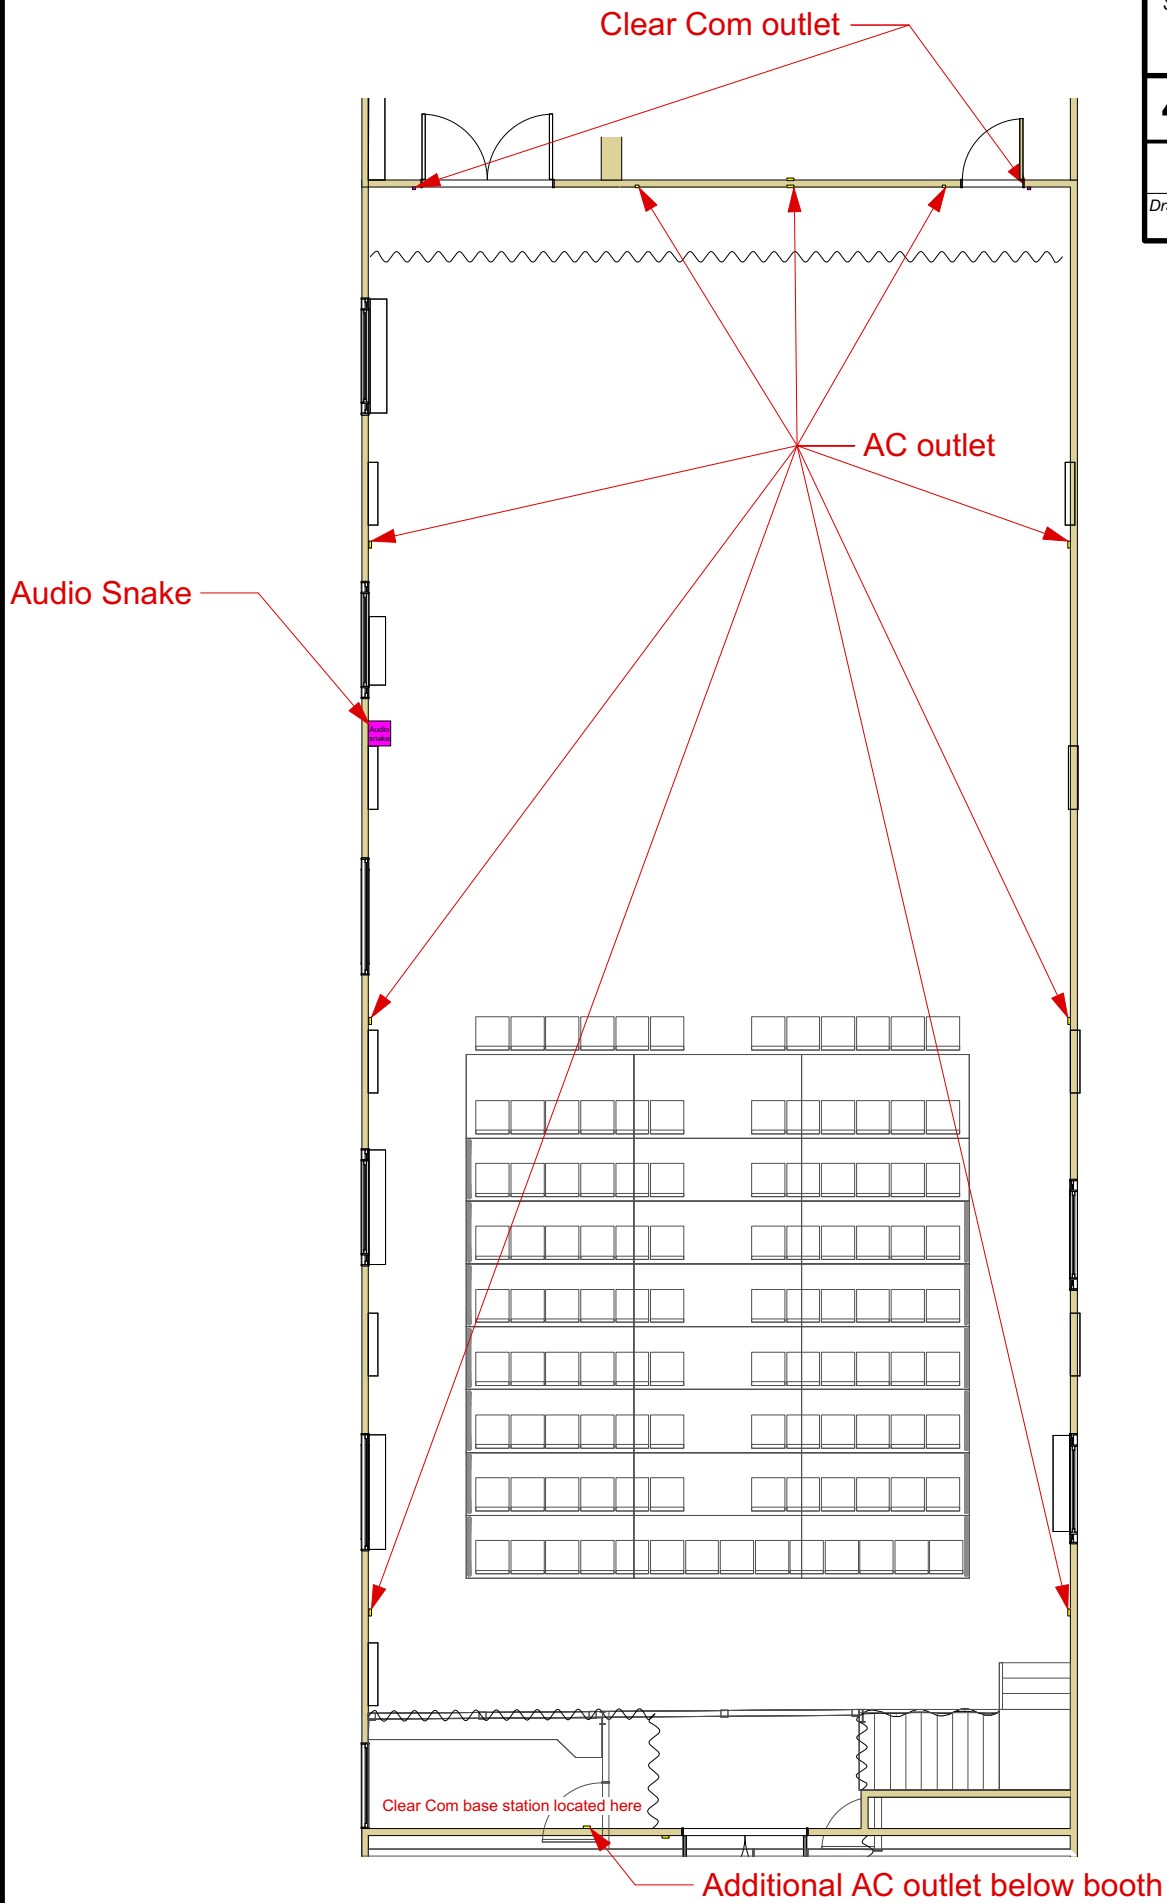 Clear Com outlet
AC outlet
Audio Snake
Audio
snake
Clear Com base station located here
Additional AC outlet below booth